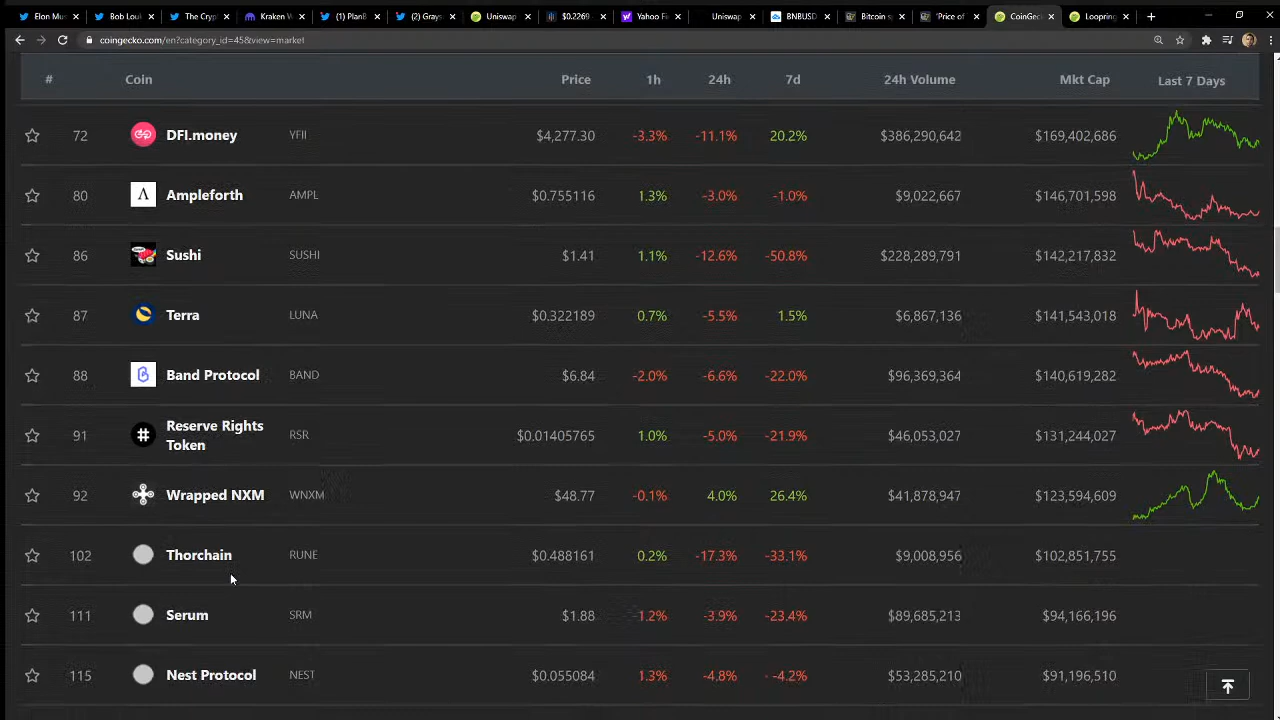 Elon Mus
Bob Lou
The Cryp
Kraken W
(1) PlanB
(2) Grays
Uniswap
$0.2269
Yahoo Fi
Uniswap
BNBUSD
Bitcoin s
'Price of
CoinGec
Loopring
coingecko.com/en?category_id=45&view=market
# Coin Price 1h 24h 7d 24h Volume Mkt Cap Last 7 Days
72 DFI.money YFII $4,277.30 -3.3% -11.1% 20.2% $386,290,642 $169,402,686
80 Ampleforth AMPL $0.755116 1.3% -3.0% -1.0% $9,022,667 $146,701,598
86 Sushi SUSHI $1.41 1.1% -12.6% -50.8% $228,289,791 $142,217,832
87 Terra LUNA $0.322189 0.7% -5.5% 1.5% $6,867,136 $141,543,018
88 Band Protocol BAND $6.84 -2.0% -6.6% -22.0% $96,369,364 $140,619,282
91 Reserve Rights
Token RSR $0.01405765 1.0% -5.0% -21.9% $46,053,027 $131,244,027
92 Wrapped NXM WNXM $48.77 -0.1% 4.0% 26.4% $41,878,947 $123,594,609
102 Thorchain RUNE $0.488161 0.2% -17.3% -33.1% $9,008,956 $102,851,755
111 Serum SRM $1.88 -1.2% -3.9% -23.4% $89,685,213 $94,166,196
115 Nest Protocol NEST $0.055084 1.3% -4.8% -4.2% $53,285,210 $91,196,510